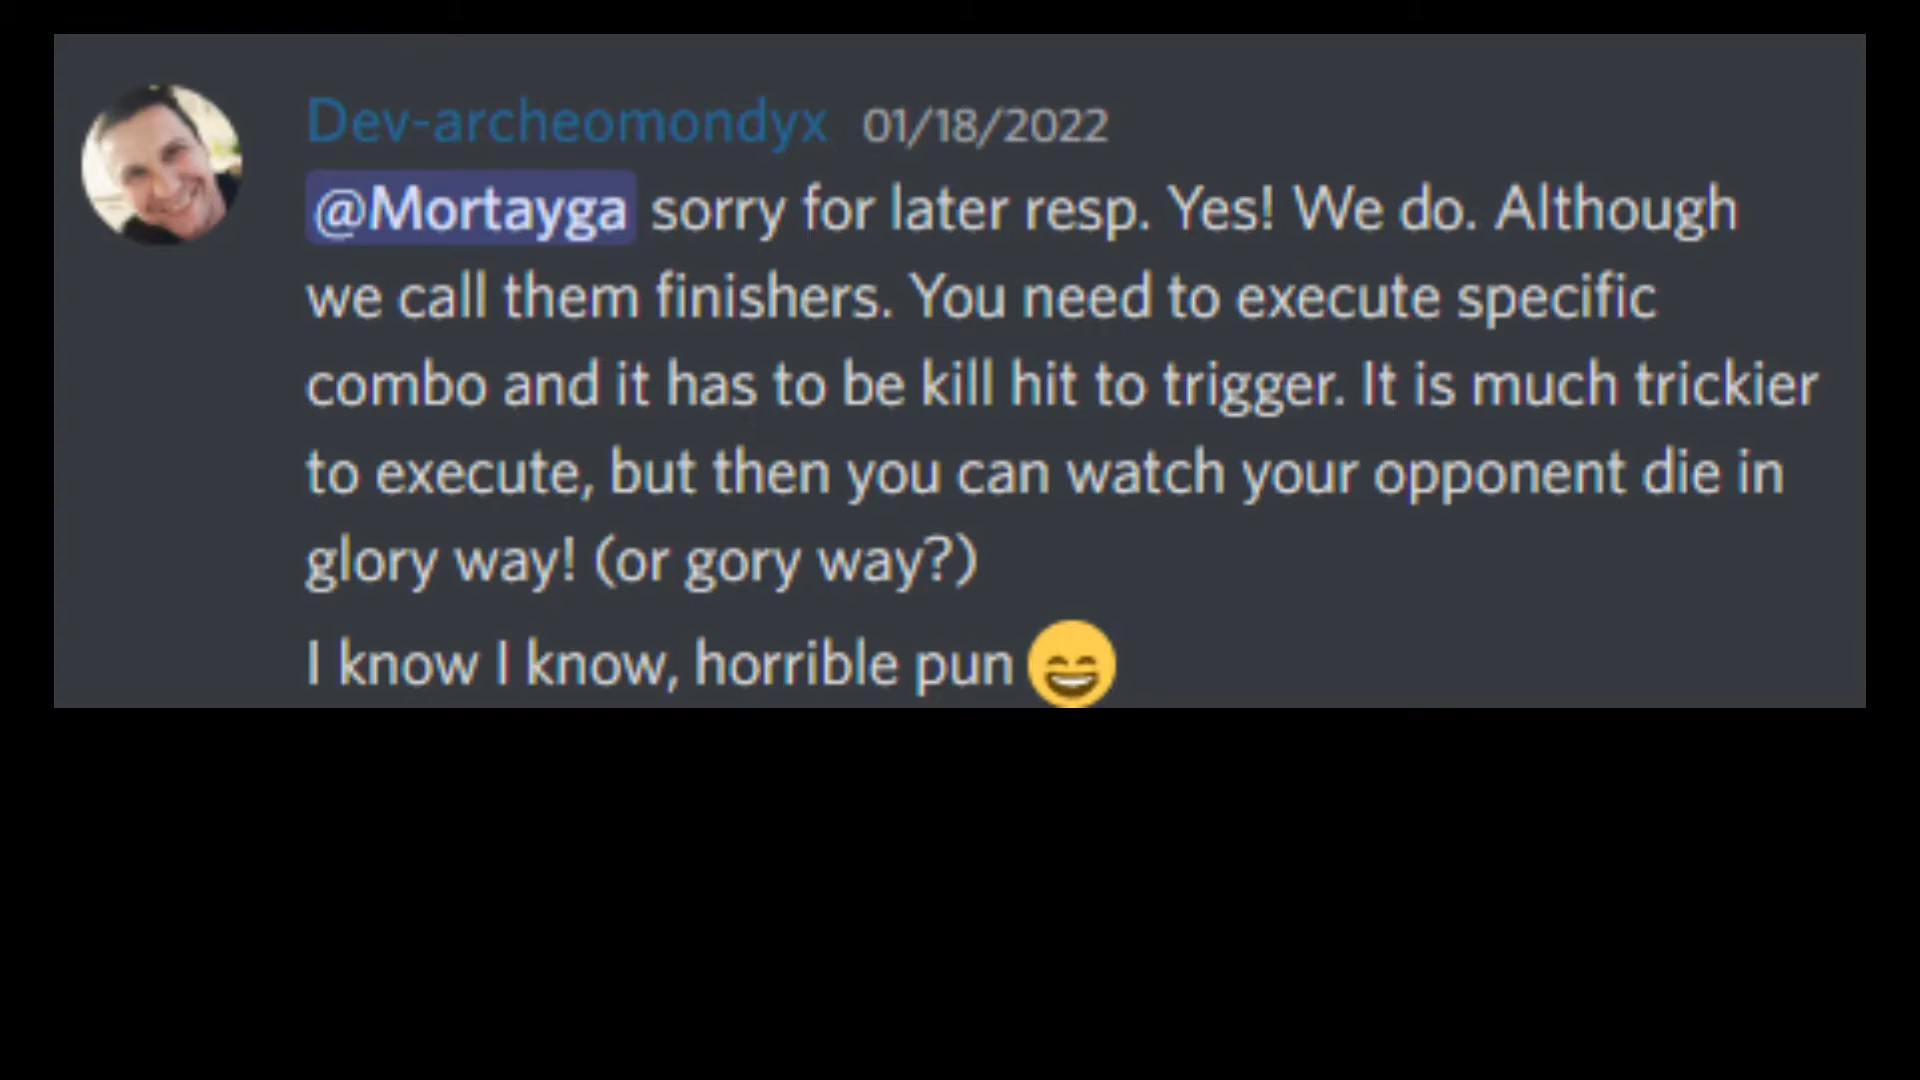 Dev-archeomondyx 01/18/2022
@Mortayga sorry for later resp. Yes! We do. Although
we call them finishers. You need to execute specific
combo and it has to be kill hit to trigger. It is much trickier
to execute, but then you can watch your opponent die in
glory way! (or gory way?)
I know I know, horrible pun 😄